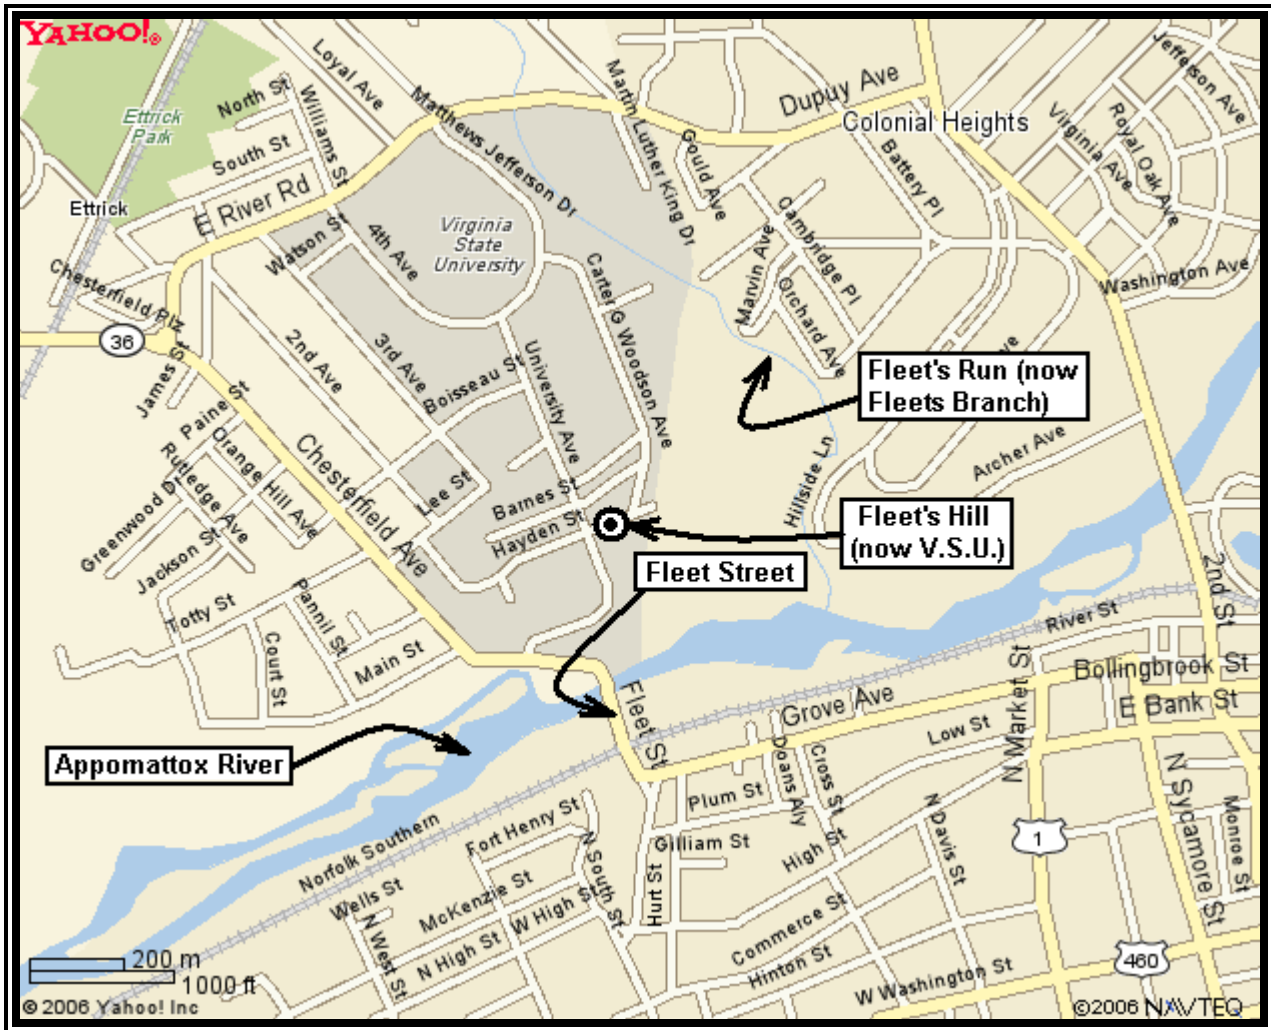 YAHOO!®
Loyal Ave
Matthews Jefferson Dr
Martin Luther King Dr
Dupuy Ave
Jefferson Ave
North St
Williams St
Ettrick
Park
Colonial Heights
Virginia Ave
Royal Oak Ave
South St
Gould Ave
Battery Pl
Ettrick
E River Rd
Watson St
4th Ave
Virginia
State
University
Cambridge Pl
Marvin Ave
Orchard Ave
Washington Ave
Chesterfield Plz
36
James St
2nd Ave
3rd Ave
Boisseau St
University Ave
Carter G Woodson Ave
Fleet's Run (now
Fleets Branch)
Paine St
Rutledge Ave
Orange Hill Ave
Greenwood Dr
Chesterfield Ave
Lee St
Barnes St
Hayden St
Hillside Ln
Archer Ave
Fleet's Hill
(now V.S.U.)
Jackson St
Fleet Street
Totty St
Pannil St
Court St
Main St
2nd St
River St
Fleet St
Grove Ave
N Market St
Bollingbrook St
E Bank St
Appomattox River
Low St
Doans Aly
Cross St
Plum St
Gilliam St
High St
N Davis St
1
N Sycamore St
Monroe St
Norfolk Southern
Fort Henry St
N South St
Hurt St
Wells St
McKenzie St
W High St
N High St
N West St
Commerce St
Hinton St
W Washington St
460
200 m
1000 ft
© 2006 Yahoo! Inc
©2006 NAVTEQ